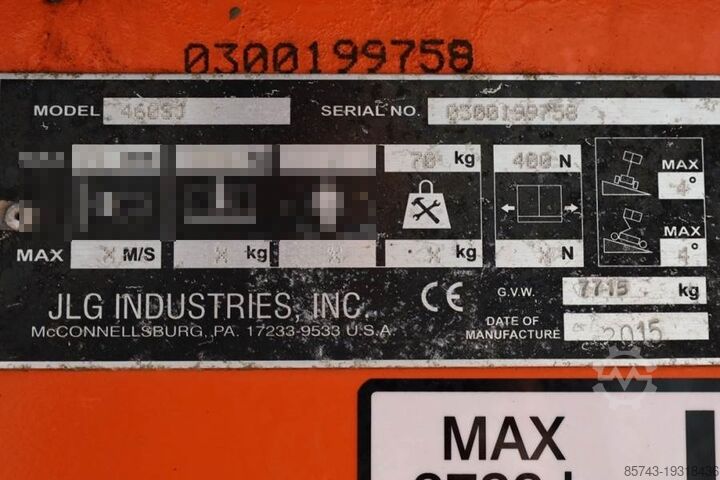 0300199758
MODEL 460SJ SERIAL NO. 0300199758
70 kg 400 N MAX 4°
MAX X M/S X kg X X kg X N MAX 4°
JLG INDUSTRIES, INC.
McCONNELLSBURG, PA. 17233-9533 U.S.A.
CE G.V.W. 7715 kg
DATE OF MANUFACTURE 2015
MAX
85743-19318436